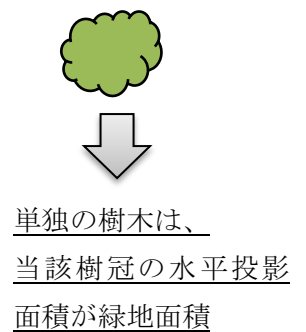 単独の樹木は、
当該樹冠の水平投影
面積が緑地面積